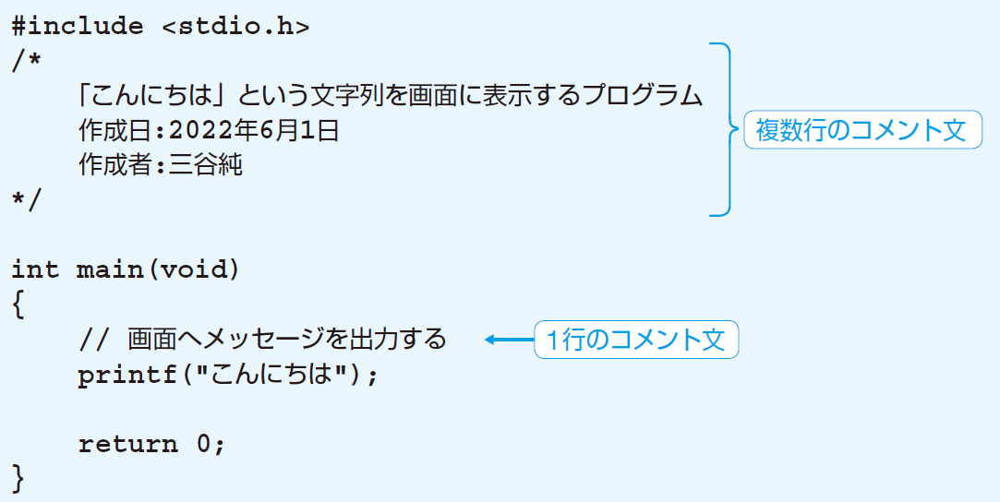 #include <stdio.h>
/*
「こんにちは」という文字列を画面に表示するプログラム
作成日:2022年6月1日
作成者:三谷純
*/
複数行のコメント文
int main(void)
{
// 画面へメッセージを出力する
1行のコメント文
printf("こんにちは");
return 0;
}